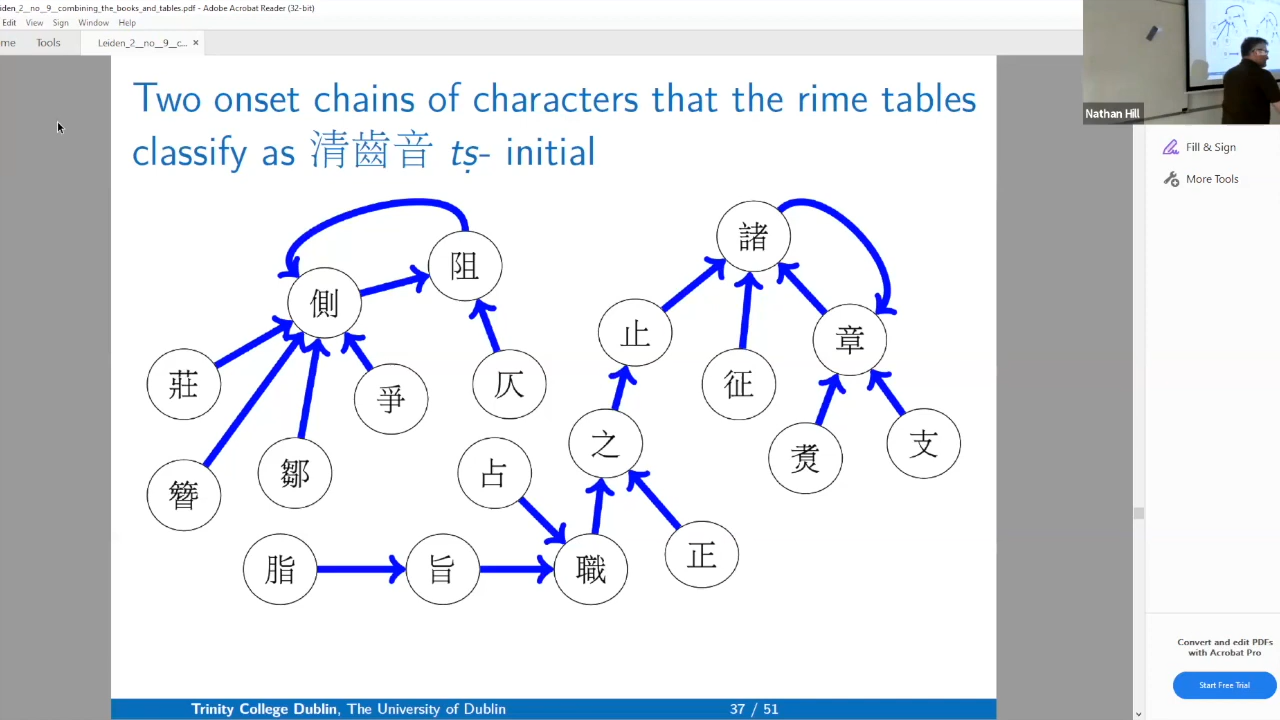 iden_2__no__9__combining_the_books_and_tables.pdf - Adobe Acrobat Reader (32-bit)
Edit View Sign Window Help
me Tools Leiden_2__no__9__c... ×
Two onset chains of characters that the rime tables
classify as 清齒音 tṣ- initial
阻
側
莊
爭
仄
簪
鄒
諸
止
征
章
之
煑
支
占
脂
旨
職
正
Trinity College Dublin, The University of Dublin 37 / 51
Nathan Hill
Fill & Sign
More Tools
Convert and edit PDFs
with Acrobat Pro
Start Free Trial